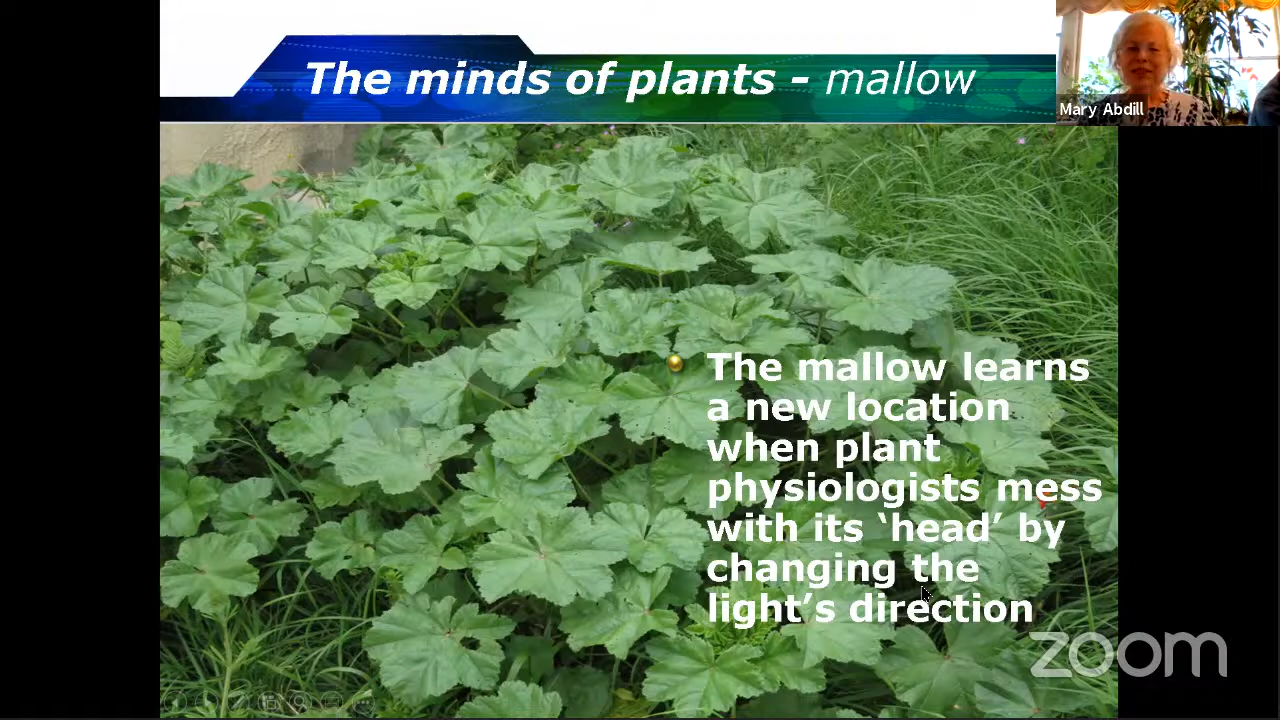 The minds of plants - mallow
Mary Abdill
The mallow learns
a new location
when plant
physiologists mess
with its ‘head’ by
changing the
light’s direction
zoom